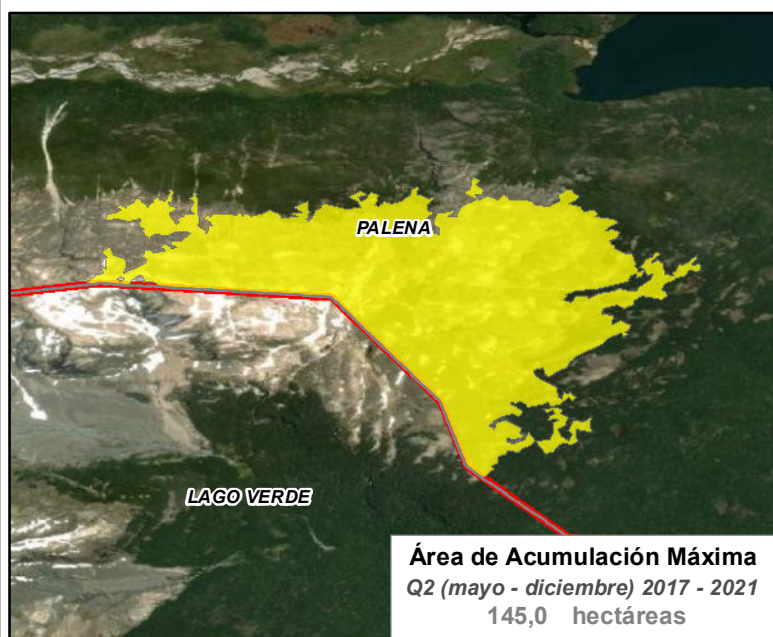 PALENA
LAGO VERDE
Área de Acumulación Máxima
Q2 (mayo - diciembre) 2017 - 2021
145,0 hectáreas